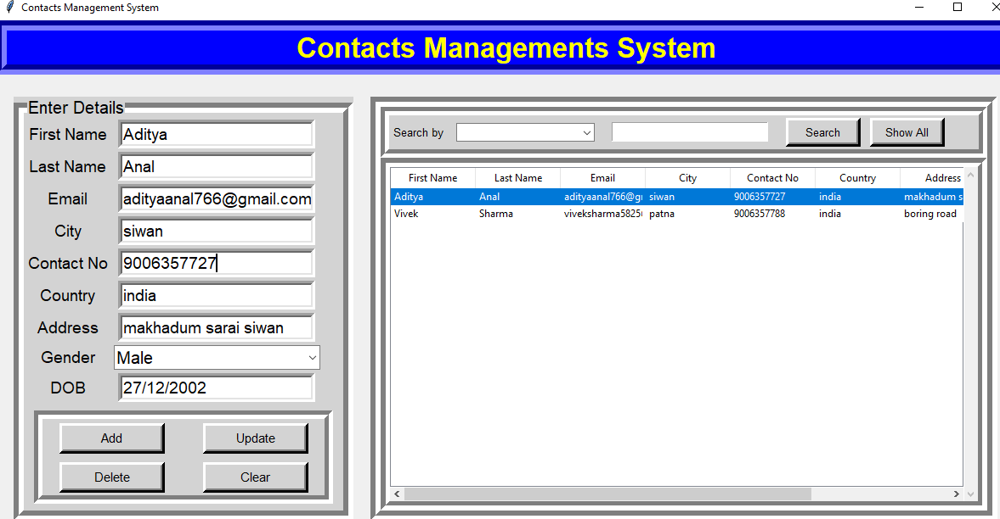 Contacts Management System
Contacts Managements System
Enter Details
First Name Aditya
Last Name Anal
Email adityaanal766@gmail.com
City siwan
Contact No 9006357727
Country india
Address makhadum sarai siwan
Gender Male
DOB 27/12/2002
Add Update
Delete Clear
Search by Search Show All
First Name Last Name Email City Contact No Country Address
Aditya Anal adityaanal766@g siwan 9006357727 india makhadum s
Vivek Sharma viveksharma5825 patna 9006357788 india boring road